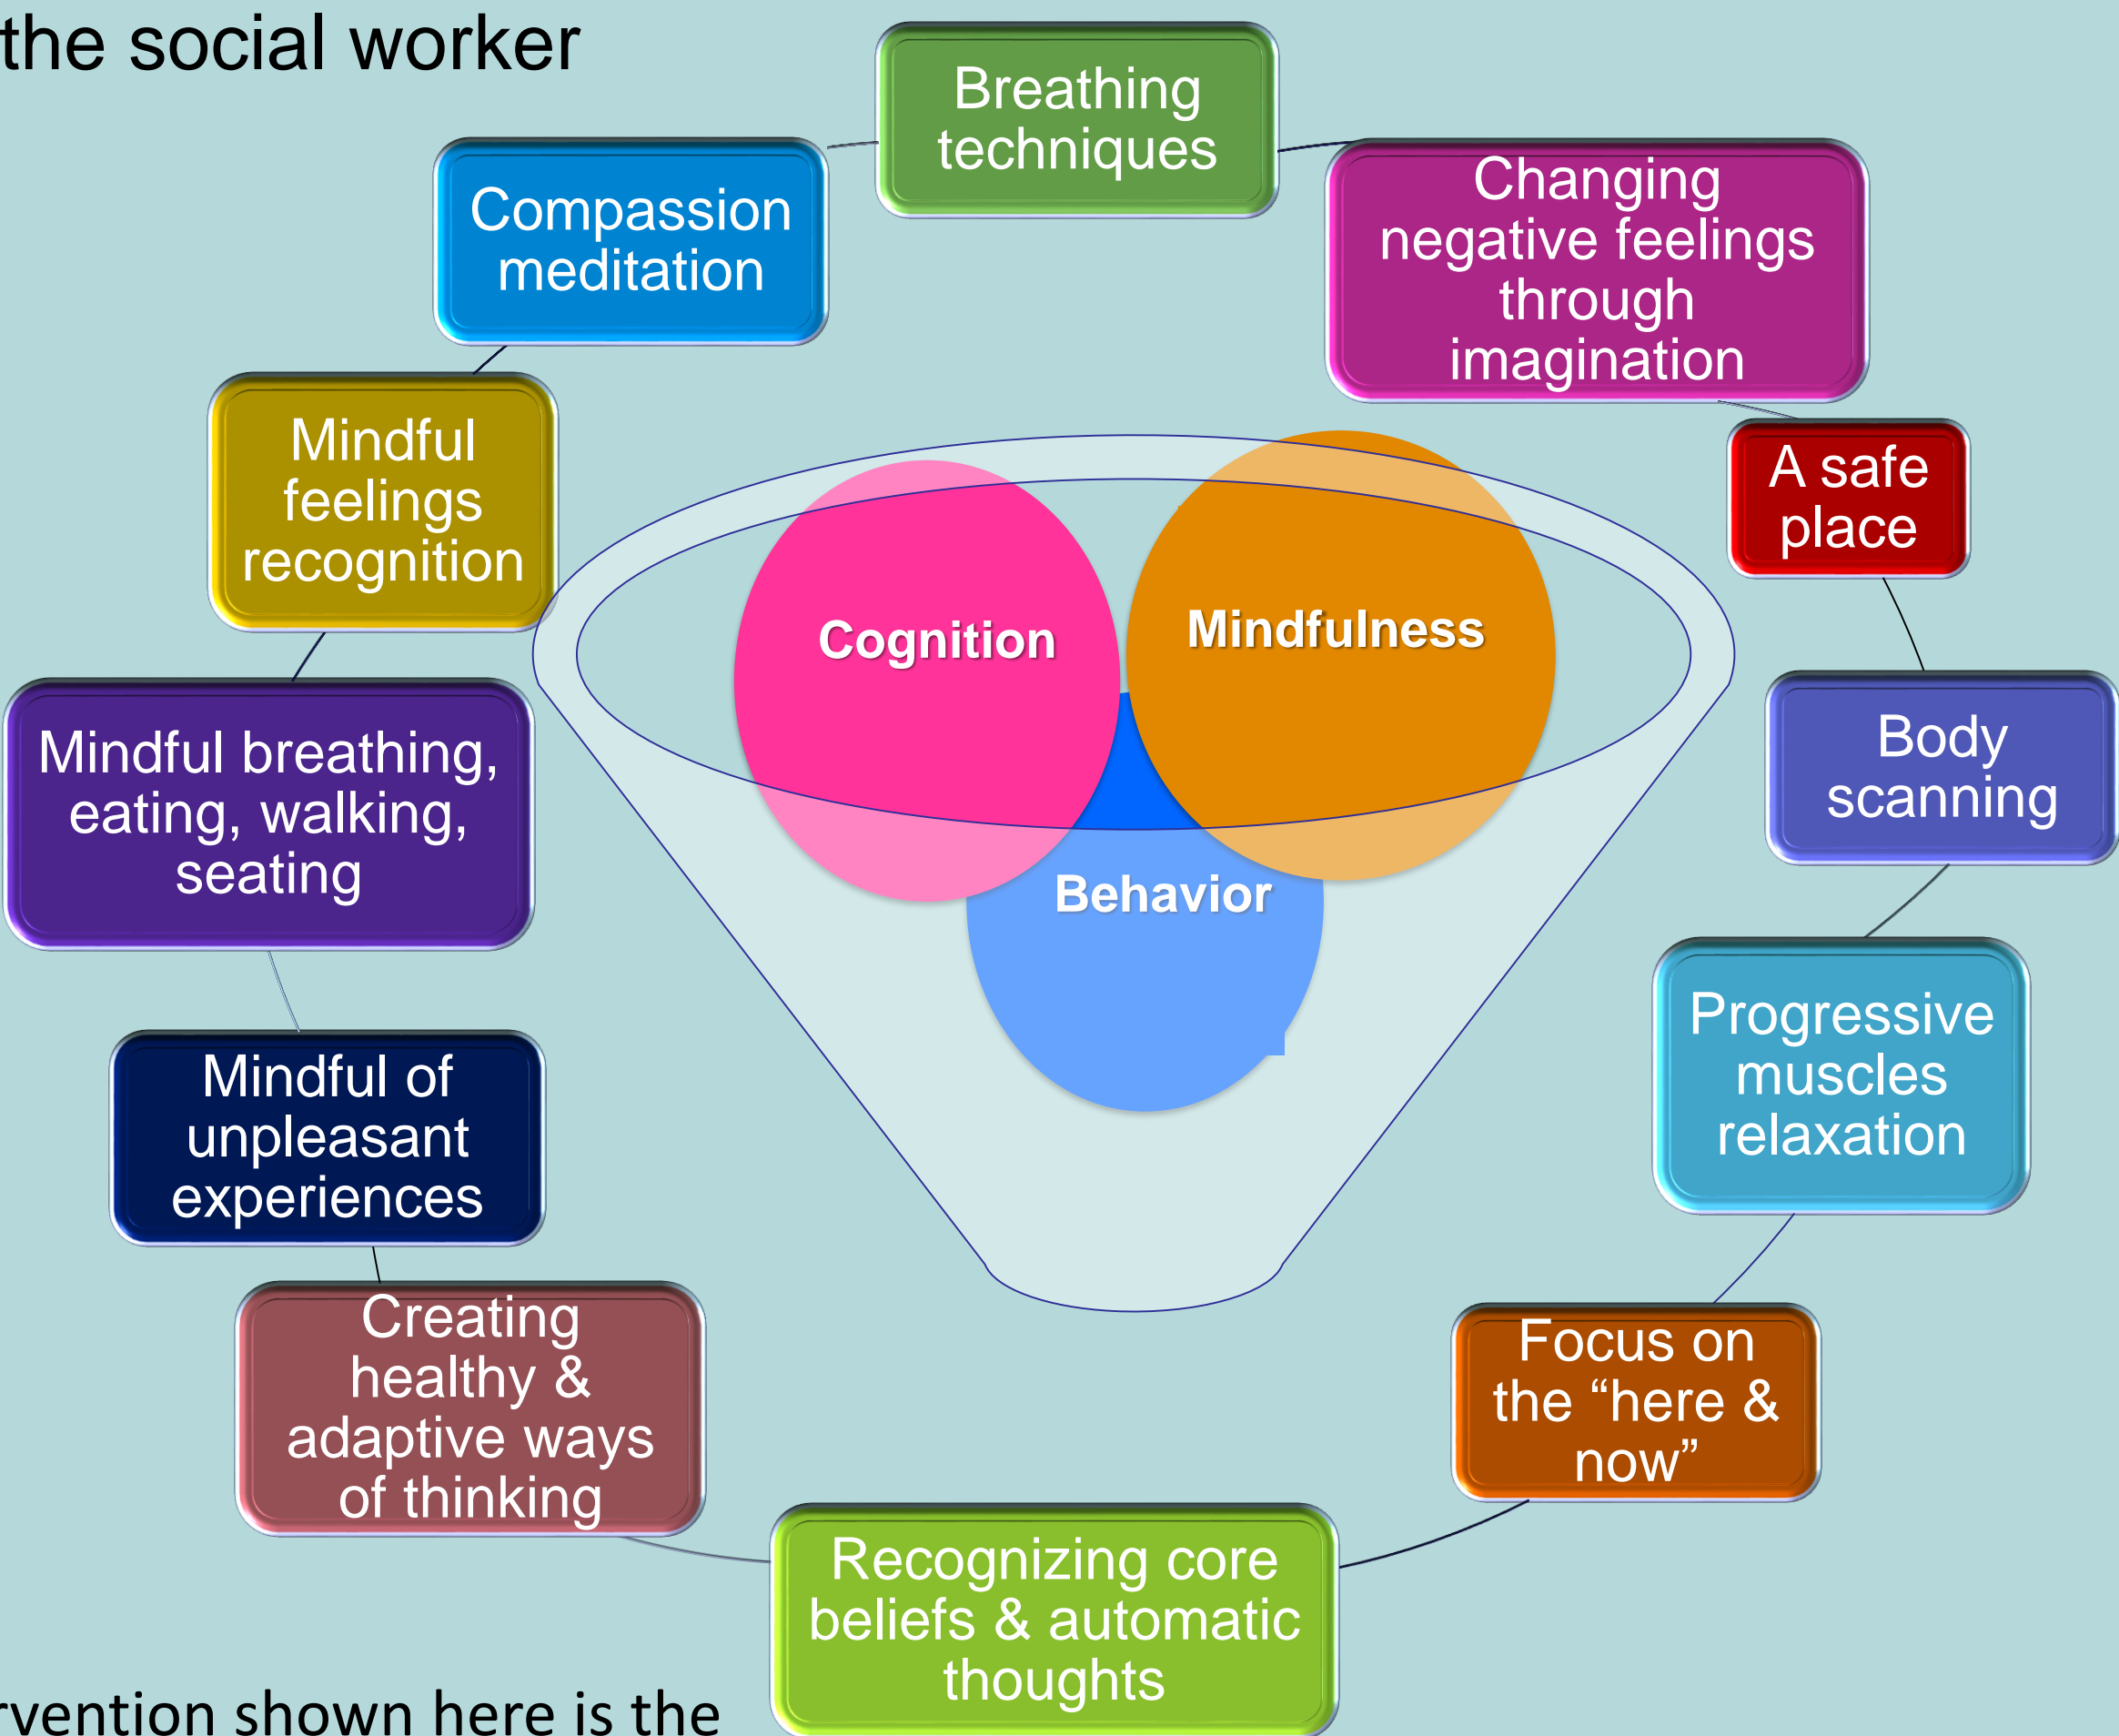 the social worker
Breathing
techniques
Compassion
meditation
Changing
negative feelings
through
imagination
Mindful
feelings
recognition
A safe
place
Cognition
Mindfulness
Behavior
Body
scanning
Mindful breathing,
eating, walking,
seating
Progressive
muscles
relaxation
Mindful of
unpleasant
experiences
Focus on
the “here &
now”
Creating
healthy &
adaptive ways
of thinking
Recognizing core
beliefs & automatic
thoughts
rvention shown here is the